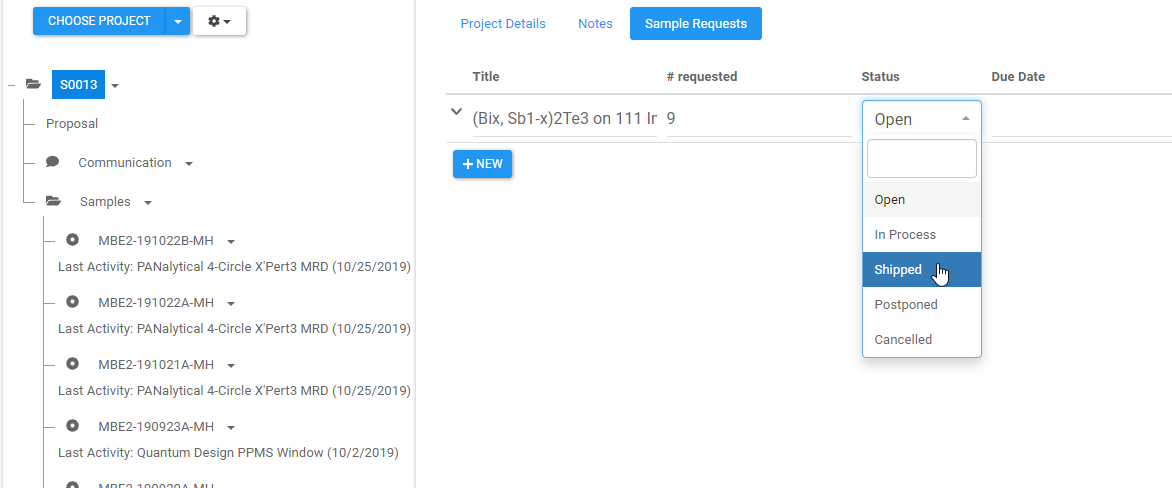 CHOOSE PROJECT
S0013
Proposal
Communication
Samples
MBE2-191022B-MH
Last Activity: PANalytical 4-Circle X'Pert3 MRD (10/25/2019)
MBE2-191022A-MH
Last Activity: PANalytical 4-Circle X'Pert3 MRD (10/25/2019)
MBE2-191021A-MH
Last Activity: PANalytical 4-Circle X'Pert3 MRD (10/25/2019)
MBE2-190923A-MH
Last Activity: Quantum Design PPMS Window (10/2/2019)
Project Details Notes Sample Requests
Title # requested Status Due Date
(Bix, Sb1-x)2Te3 on 111 Ir 9 Open
+ NEW
Open
In Process
Shipped
Postponed
Cancelled